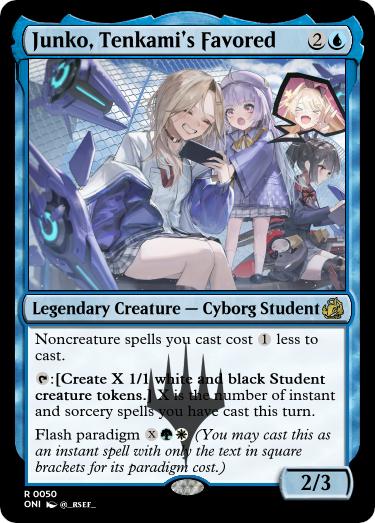 Junko, Tenkami's Favored 2
Legendary Creature — Cyborg Student
Noncreature spells you cast cost 1 less to
cast.
:[Create X 1/1 white and black Student
creature tokens.] X is the number of instant
and sorcery spells you have cast this turn.
Flash paradigm X (You may cast this as
an instant spell with only the text in square
brackets for its paradigm cost.)
2/3
R 0050
ONI @_RSEF_